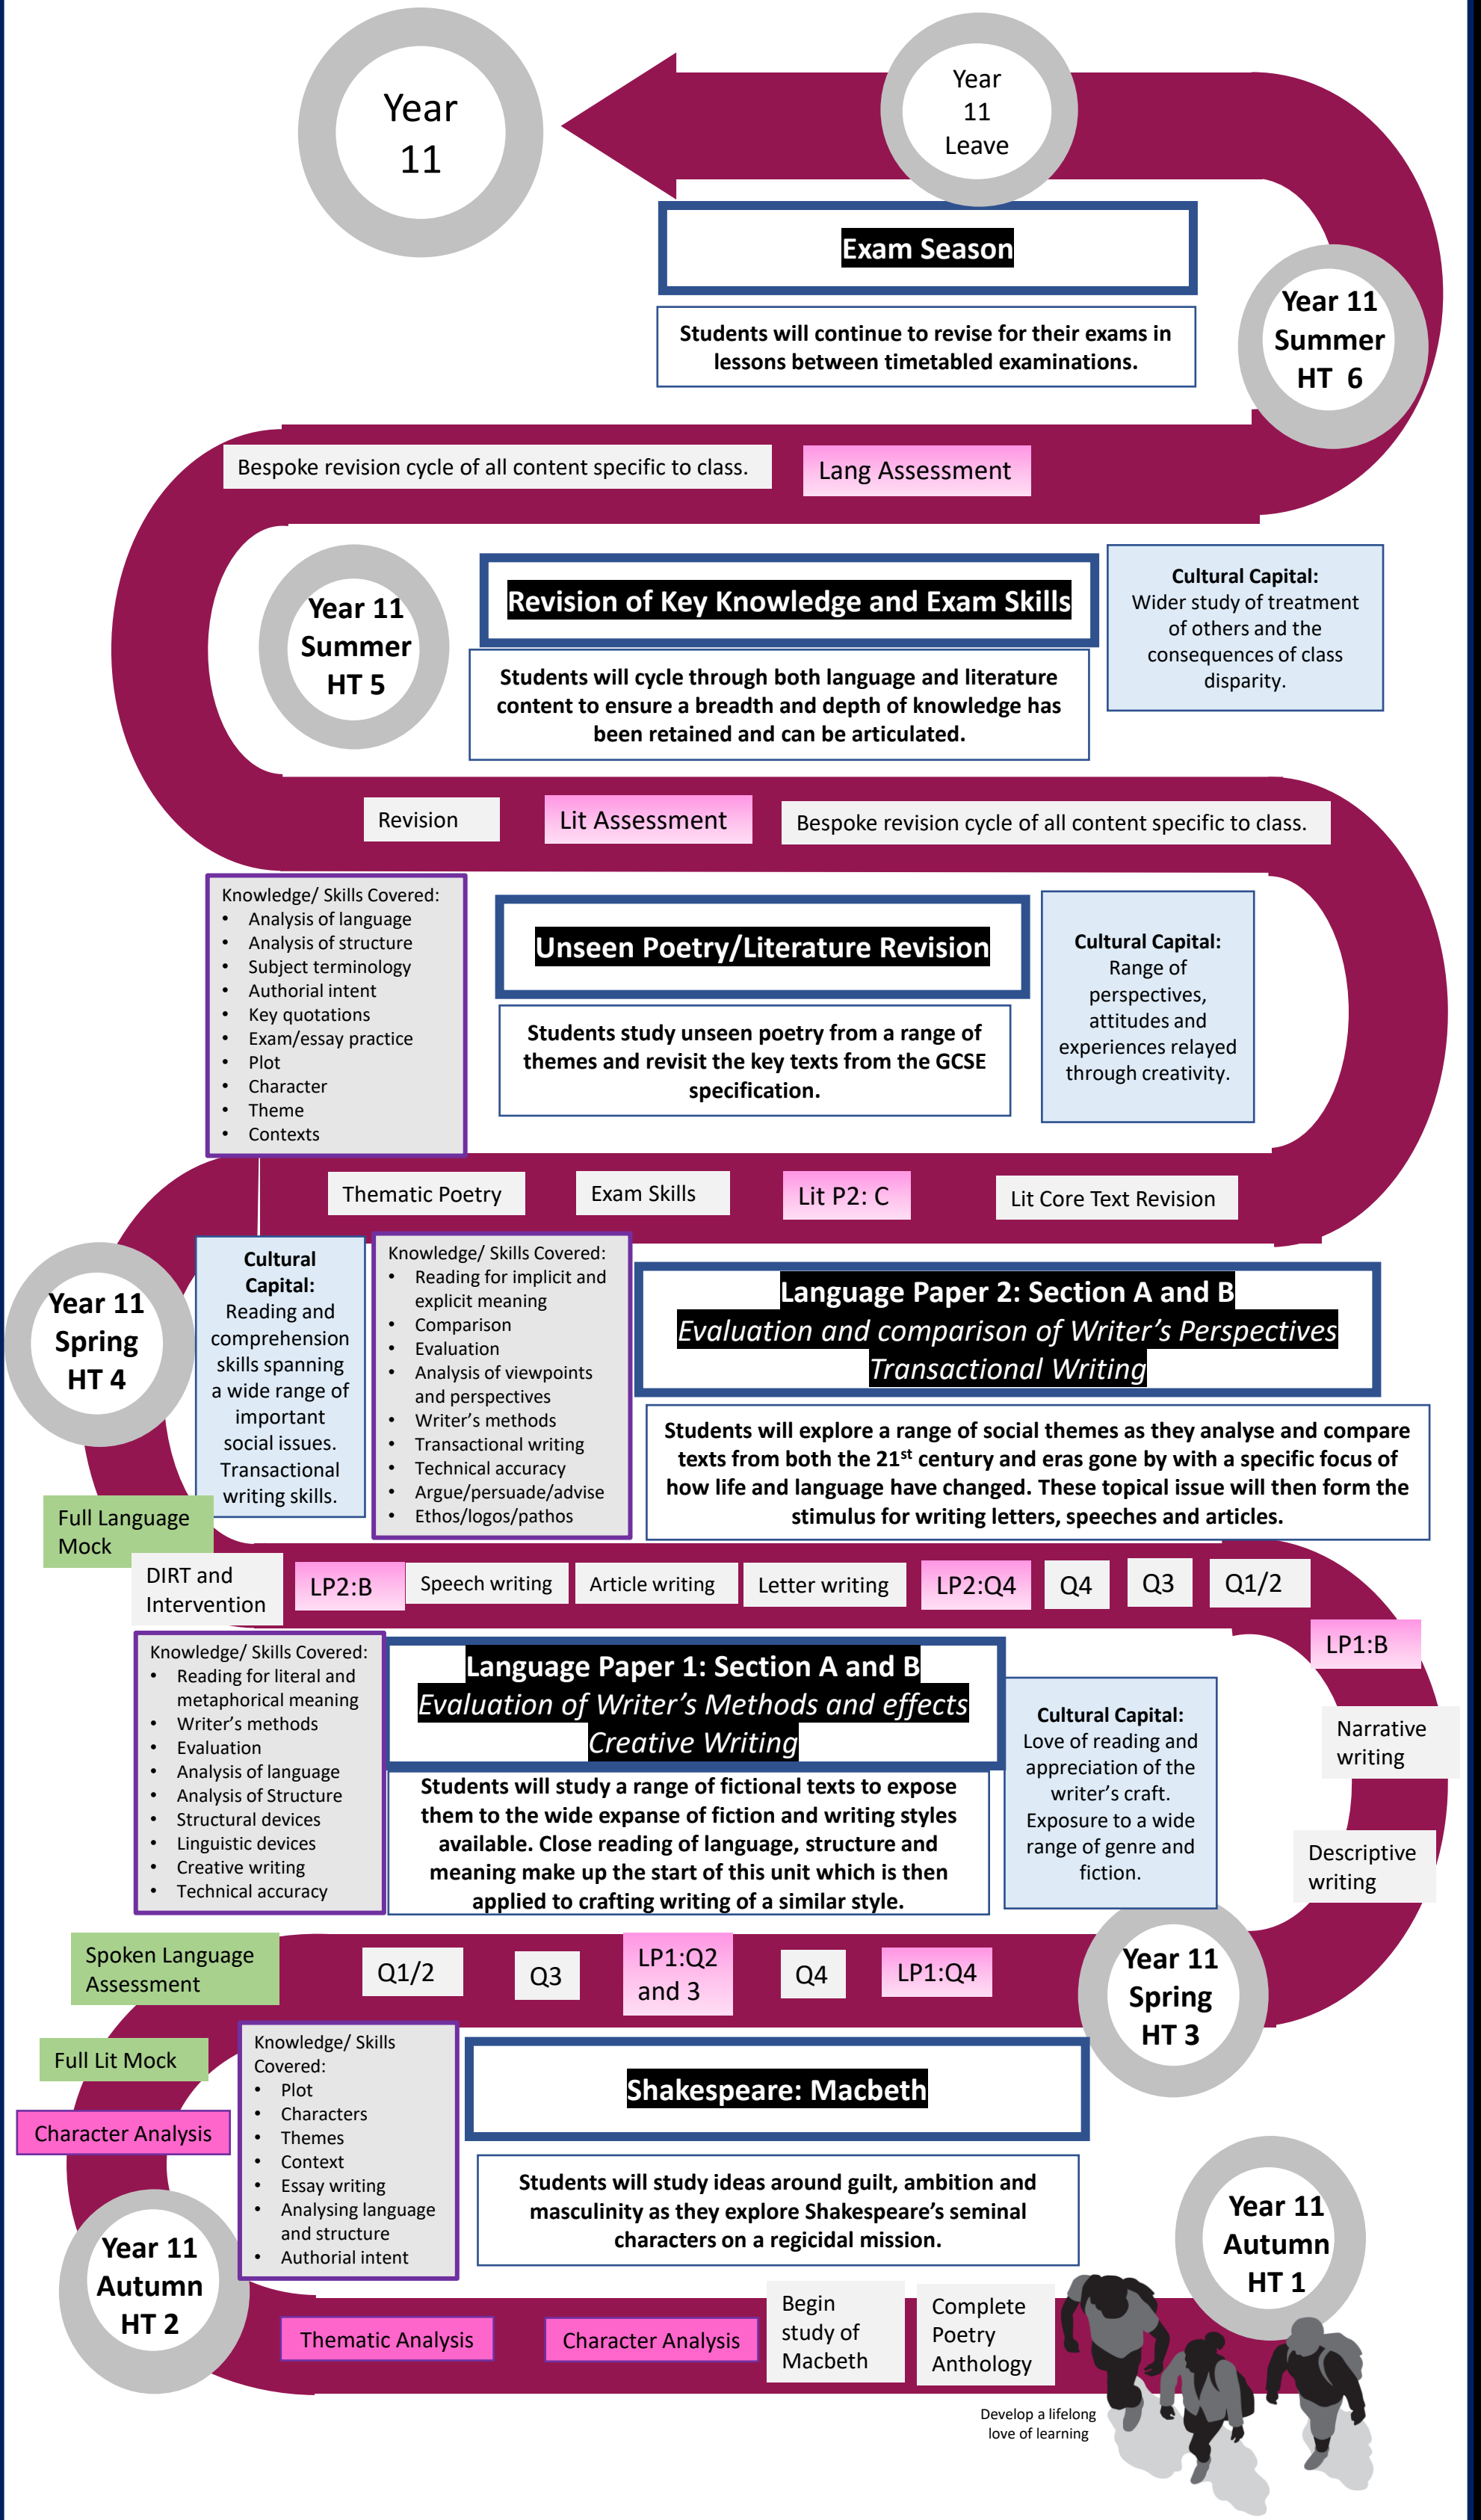 Year
11
Year
11
Leave
Exam Season
Students will continue to revise for their exams in
lessons between timetabled examinations.
Year 11
Summer
HT 6
Bespoke revision cycle of all content specific to class.
Lang Assessment
Year 11
Summer
HT 5
Revision of Key Knowledge and Exam Skills
Students will cycle through both language and literature
content to ensure a breadth and depth of knowledge has
been retained and can be articulated.
Cultural Capital:
Wider study of treatment
of others and the
consequences of class
disparity.
Revision
Lit Assessment
Bespoke revision cycle of all content specific to class.
Knowledge/ Skills Covered:
• Analysis of language
• Analysis of structure
• Subject terminology
• Authorial intent
• Key quotations
• Exam/essay practice
• Plot
• Character
• Theme
• Contexts
Unseen Poetry/Literature Revision
Students study unseen poetry from a range of
themes and revisit the key texts from the GCSE
specification.
Cultural Capital:
Range of
perspectives,
attitudes and
experiences relayed
through creativity.
Thematic Poetry
Exam Skills
Lit P2: C
Lit Core Text Revision
Year 11
Spring
HT 4
Cultural
Capital:
Reading and
comprehension
skills spanning
a wide range of
important
social issues.
Transactional
writing skills.
Knowledge/ Skills Covered:
• Reading for implicit and
explicit meaning
• Comparison
• Evaluation
• Analysis of viewpoints
and perspectives
• Writer's methods
• Transactional writing
• Technical accuracy
• Argue/persuade/advise
• Ethos/logos/pathos
Language Paper 2: Section A and B
Evaluation and comparison of Writer's Perspectives
Transactional Writing
Students will explore a range of social themes as they analyse and compare
texts from both the 21st century and eras gone by with a specific focus of
how life and language have changed. These topical issue will then form the
stimulus for writing letters, speeches and articles.
Full Language
Mock
DIRT and
Intervention
LP2:B
Speech writing
Article writing
Letter writing
LP2:Q4
Q4
Q3
Q1/2
LP1:B
Narrative
writing
Descriptive
writing
Knowledge/ Skills Covered:
• Reading for literal and
metaphorical meaning
• Writer's methods
• Evaluation
• Analysis of language
• Analysis of Structure
• Structural devices
• Linguistic devices
• Creative writing
• Technical accuracy
Language Paper 1: Section A and B
Evaluation of Writer's Methods and effects
Creative Writing
Students will study a range of fictional texts to expose
them to the wide expanse of fiction and writing styles
available. Close reading of language, structure and
meaning make up the start of this unit which is then
applied to crafting writing of a similar style.
Cultural Capital:
Love of reading and
appreciation of the
writer's craft.
Exposure to a wide
range of genre and
fiction.
Spoken Language
Assessment
Q1/2
Q3
LP1:Q2
and 3
Q4
LP1:Q4
Year 11
Spring
HT 3
Full Lit Mock
Character Analysis
Knowledge/ Skills
Covered:
• Plot
• Characters
• Themes
• Context
• Essay writing
• Analysing language
and structure
• Authorial intent
Shakespeare: Macbeth
Students will study ideas around guilt, ambition and
masculinity as they explore Shakespeare's seminal
characters on a regicidal mission.
Year 11
Autumn
HT 1
Year 11
Autumn
HT 2
Thematic Analysis
Character Analysis
Begin
study of
Macbeth
Complete
Poetry
Anthology
Develop a lifelong
love of learning